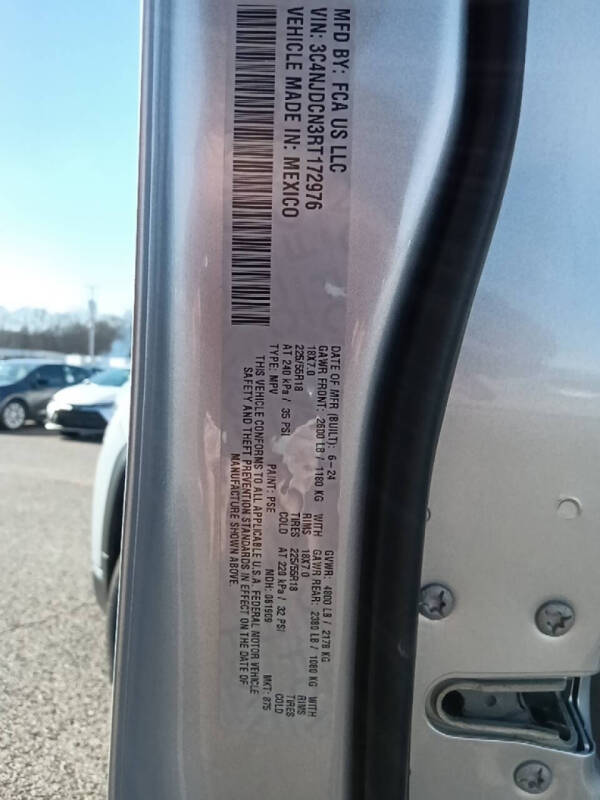 MFD BY: FCA US LLC
VIN: 3C4NJDCN3RT172976
VEHICLE MADE IN: MEXICO
DATE OF MFR (BUILT): 6-24 GVWR: 4800 LB / 2178 KG
GAWR FRONT: 2600 LB / 1180 KG WITH GAWR REAR: 2380 LB / 1080 KG WITH
18X7.0 RIMS 18X7.0 RIMS
225/55R18 TIRES 225/55R18 TIRES
AT 240 kPa / 35 PSI COLD AT 220 kPa / 32 PSI COLD
TYPE: MPV PAINT: PSE MDH: 061909 MKT: 875
THIS VEHICLE CONFORMS TO ALL APPLICABLE U.S.A. FEDERAL MOTOR VEHICLE
SAFETY AND THEFT PREVENTION STANDARDS IN EFFECT ON THE DATE OF
MANUFACTURE SHOWN ABOVE.